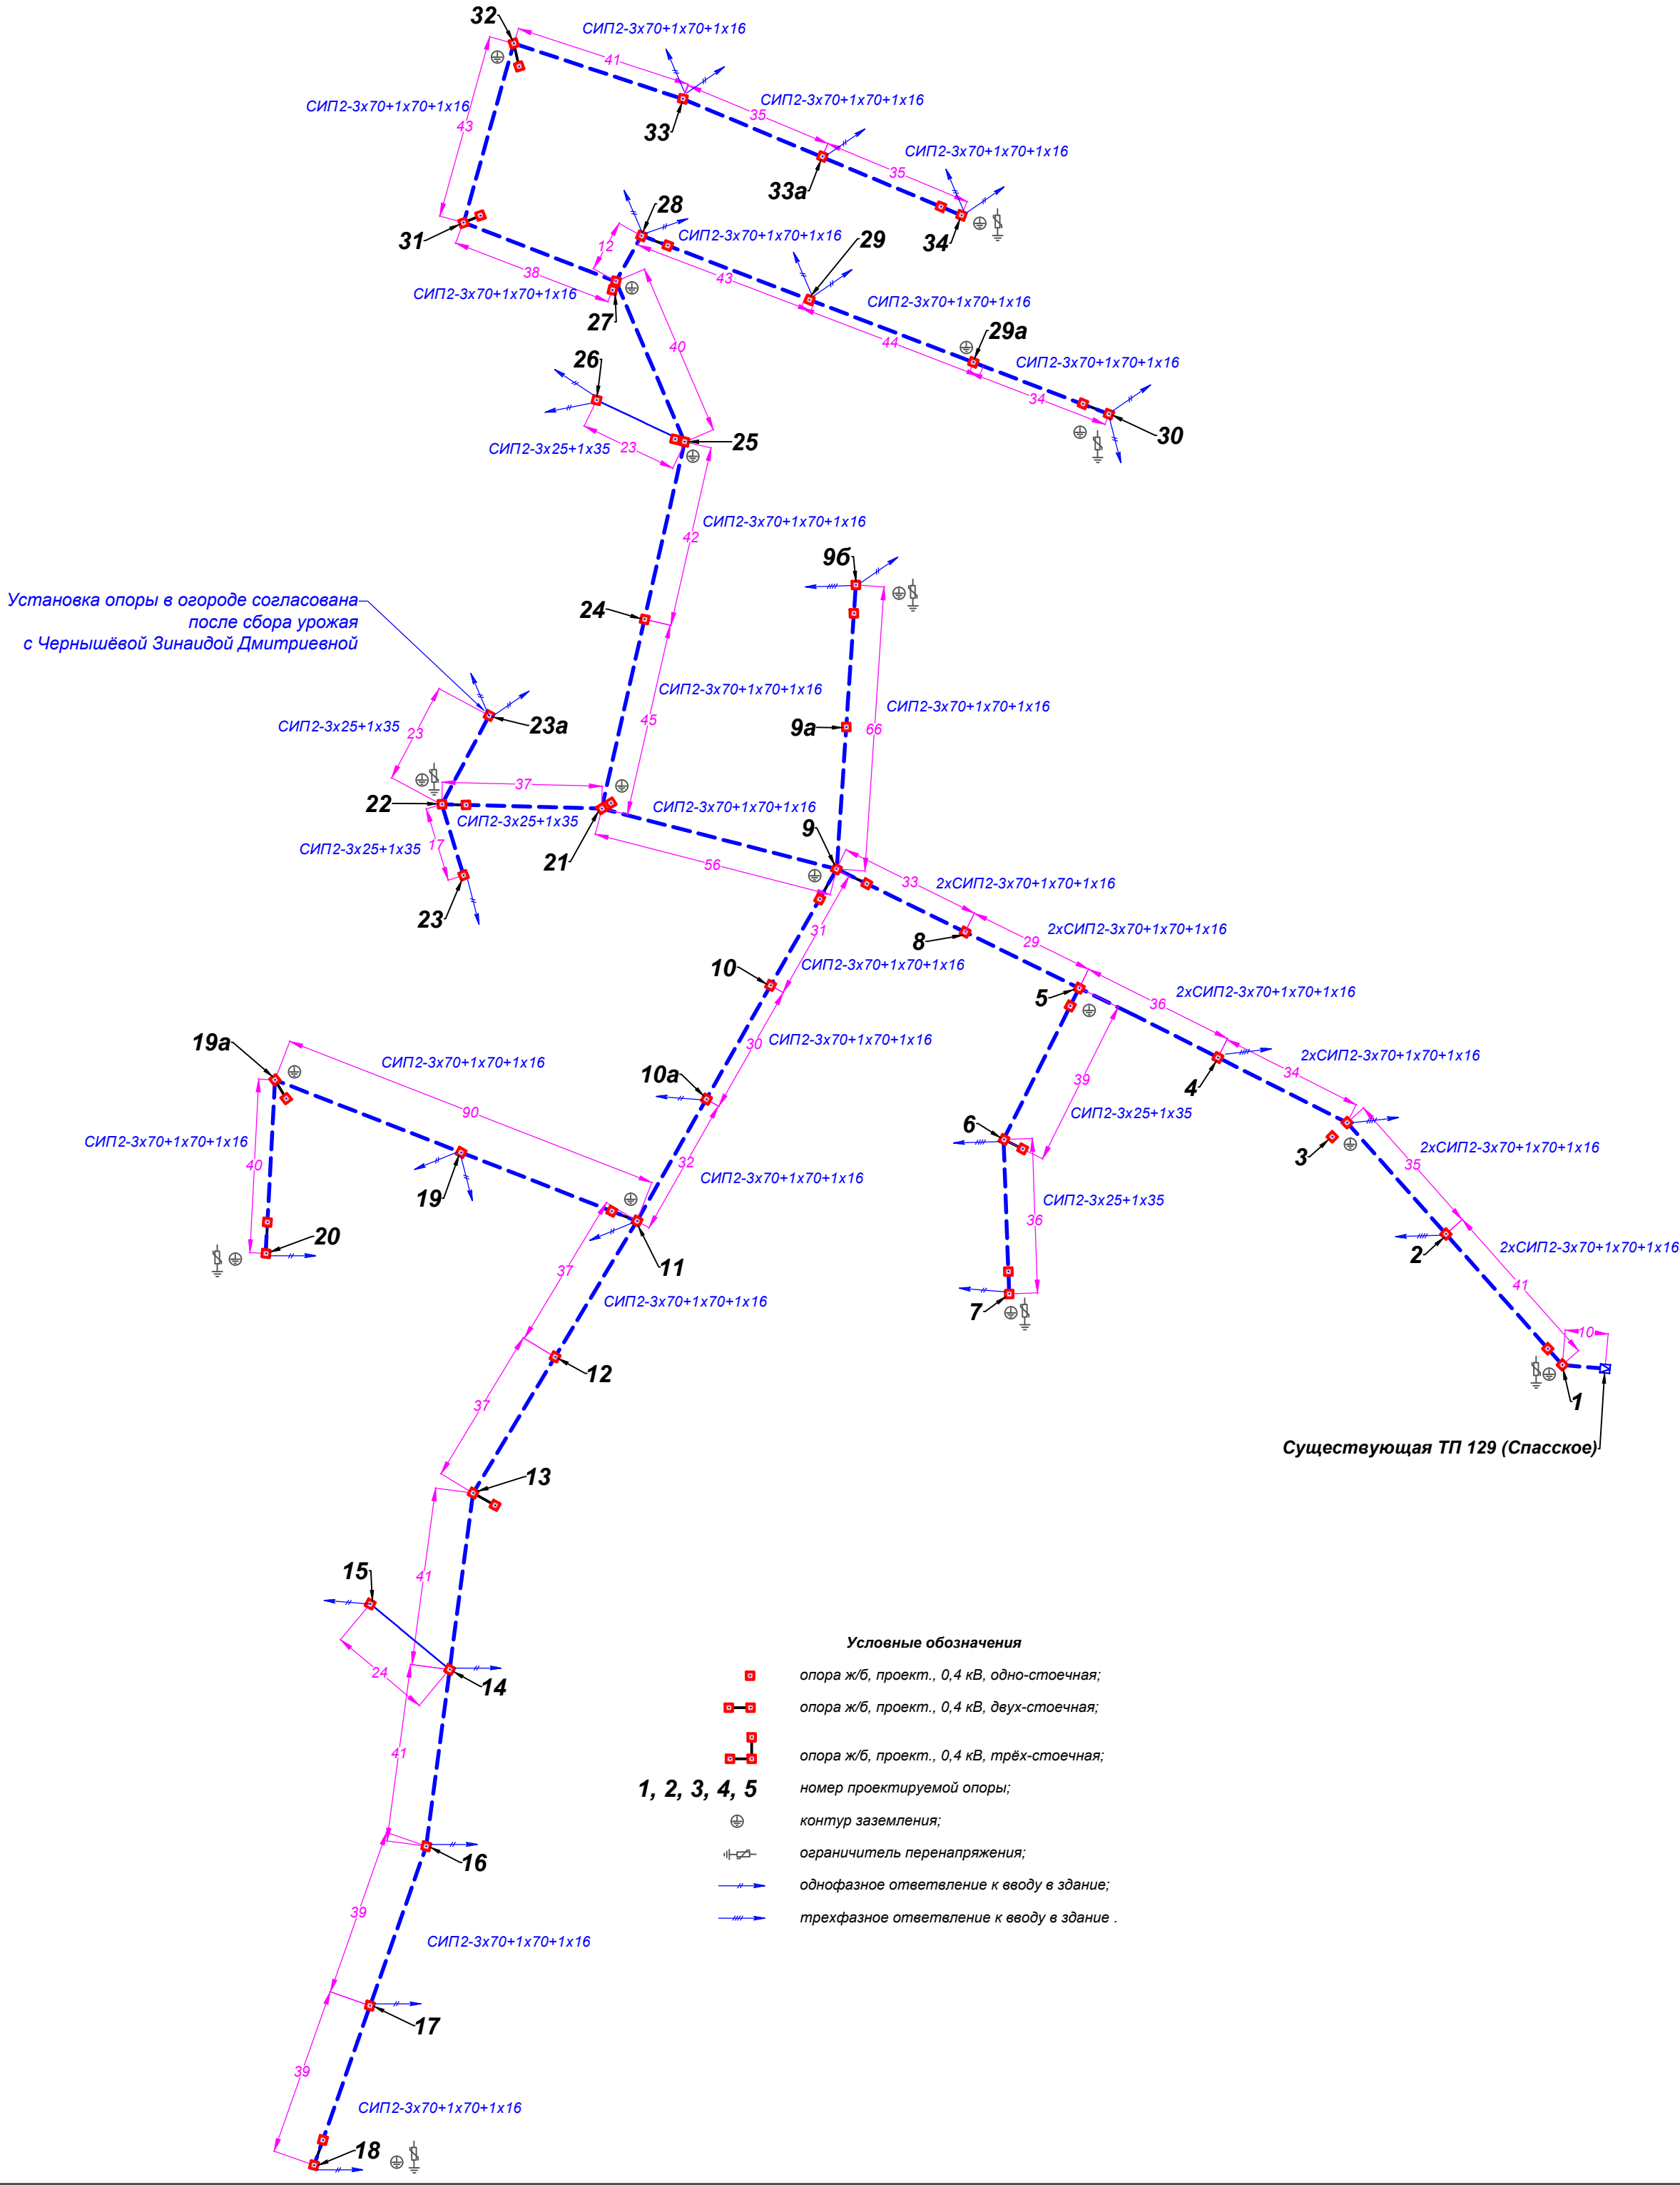 32
СИП2-3х70+1х70+1х16
41
СИП2-3х70+1х70+1х16
43
СИП2-3х70+1х70+1х16
35
33
СИП2-3х70+1х70+1х16
35
33а
28
34
31
12
СИП2-3х70+1х70+1х16
29
38
43
СИП2-3х70+1х70+1х16
СИП2-3х70+1х70+1х16
27
29а
40
44
26
СИП2-3х70+1х70+1х16
34
30
25
СИП2-3х25+1х35
23
СИП2-3х70+1х70+1х16
42
9б
Установка опоры в огороде согласована
после сбора урожая
с Чернышёвой Зинаидой Дмитриевной
24
СИП2-3х70+1х70+1х16
СИП2-3х70+1х70+1х16
45
СИП2-3х25+1х35
23
23а
9а
66
37
22
СИП2-3х70+1х70+1х16
СИП2-3х25+1х35
9
СИП2-3х25+1х35
17
21
56
33
2хСИП2-3х70+1х70+1х16
23
31
8
29
2хСИП2-3х70+1х70+1х16
10
СИП2-3х70+1х70+1х16
5
36
2хСИП2-3х70+1х70+1х16
19а
30
СИП2-3х70+1х70+1х16
СИП2-3х70+1х70+1х16
2хСИП2-3х70+1х70+1х16
10а
39
4
34
90
СИП2-3х25+1х35
6
СИП2-3х70+1х70+1х16
40
32
3
35
2хСИП2-3х70+1х70+1х16
СИП2-3х70+1х70+1х16
19
СИП2-3х25+1х35
36
20
2
2хСИП2-3х70+1х70+1х16
11
37
41
СИП2-3х70+1х70+1х16
7
10
12
1
37
Существующая ТП 129 (Спасское)
13
15
41
24
14
41
16
39
СИП2-3х70+1х70+1х16
17
39
СИП2-3х70+1х70+1х16
18
Условные обозначения
опора ж/б, проект., 0,4 кВ, одно-стоечная;
опора ж/б, проект., 0,4 кВ, двух-стоечная;
опора ж/б, проект., 0,4 кВ, трёх-стоечная;
1, 2, 3, 4, 5 номер проектируемой опоры;
контур заземления;
ограничитель перенапряжения;
однофазное ответвление к вводу в здание;
трехфазное ответвление к вводу в здание .